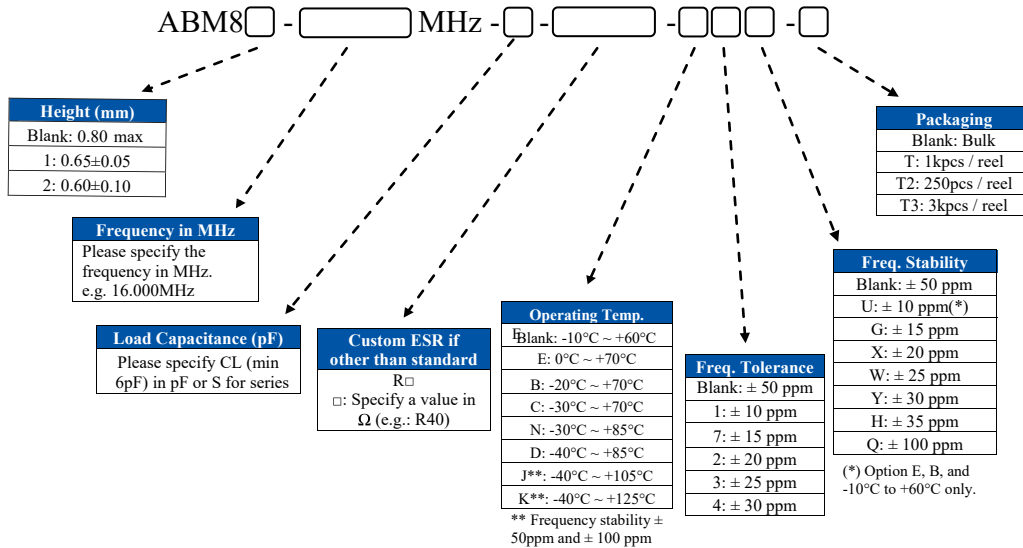 ABM8□ - □ MHz - □ - □ - □□□ - □
Height (mm)
Blank: 0.80 max
1: 0.65±0.05
2: 0.60±0.10
Frequency in MHz
Please specify the
frequency in MHz.
e.g. 16.000MHz
Load Capacitance (pF)
Please specify CL (min
6pF) in pF or S for series
Custom ESR if
other than standard
R□
□: Specify a value in
Ω (e.g.: R40)
Operating Temp.
E
Blank: -10°C ~ +60°C
E: 0°C ~ +70°C
B: -20°C ~ +70°C
C: -30°C ~ +70°C
N: -30°C ~ +85°C
D: -40°C ~ +85°C
J**: -40°C ~ +105°C
K**: -40°C ~ +125°C
** Frequency stability ±
50ppm and ± 100 ppm
Freq. Tolerance
Blank: ± 50 ppm
1: ± 10 ppm
7: ± 15 ppm
2: ± 20 ppm
3: ± 25 ppm
4: ± 30 ppm
Freq. Stability
Blank: ± 50 ppm
U: ± 10 ppm(*)
G: ± 15 ppm
X: ± 20 ppm
W: ± 25 ppm
Y: ± 30 ppm
H: ± 35 ppm
Q: ± 100 ppm
(*) Option E, B, and
-10°C to +60°C only.
Packaging
Blank: Bulk
T: 1kpcs / reel
T2: 250pcs / reel
T3: 3kpcs / reel